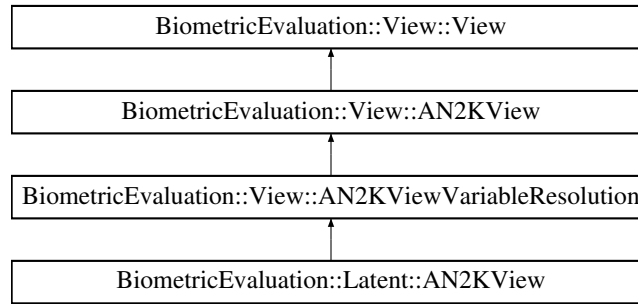 BiometricEvaluation::View::View
BiometricEvaluation::View::AN2KView
BiometricEvaluation::View::AN2KViewVariableResolution
BiometricEvaluation::Latent::AN2KView